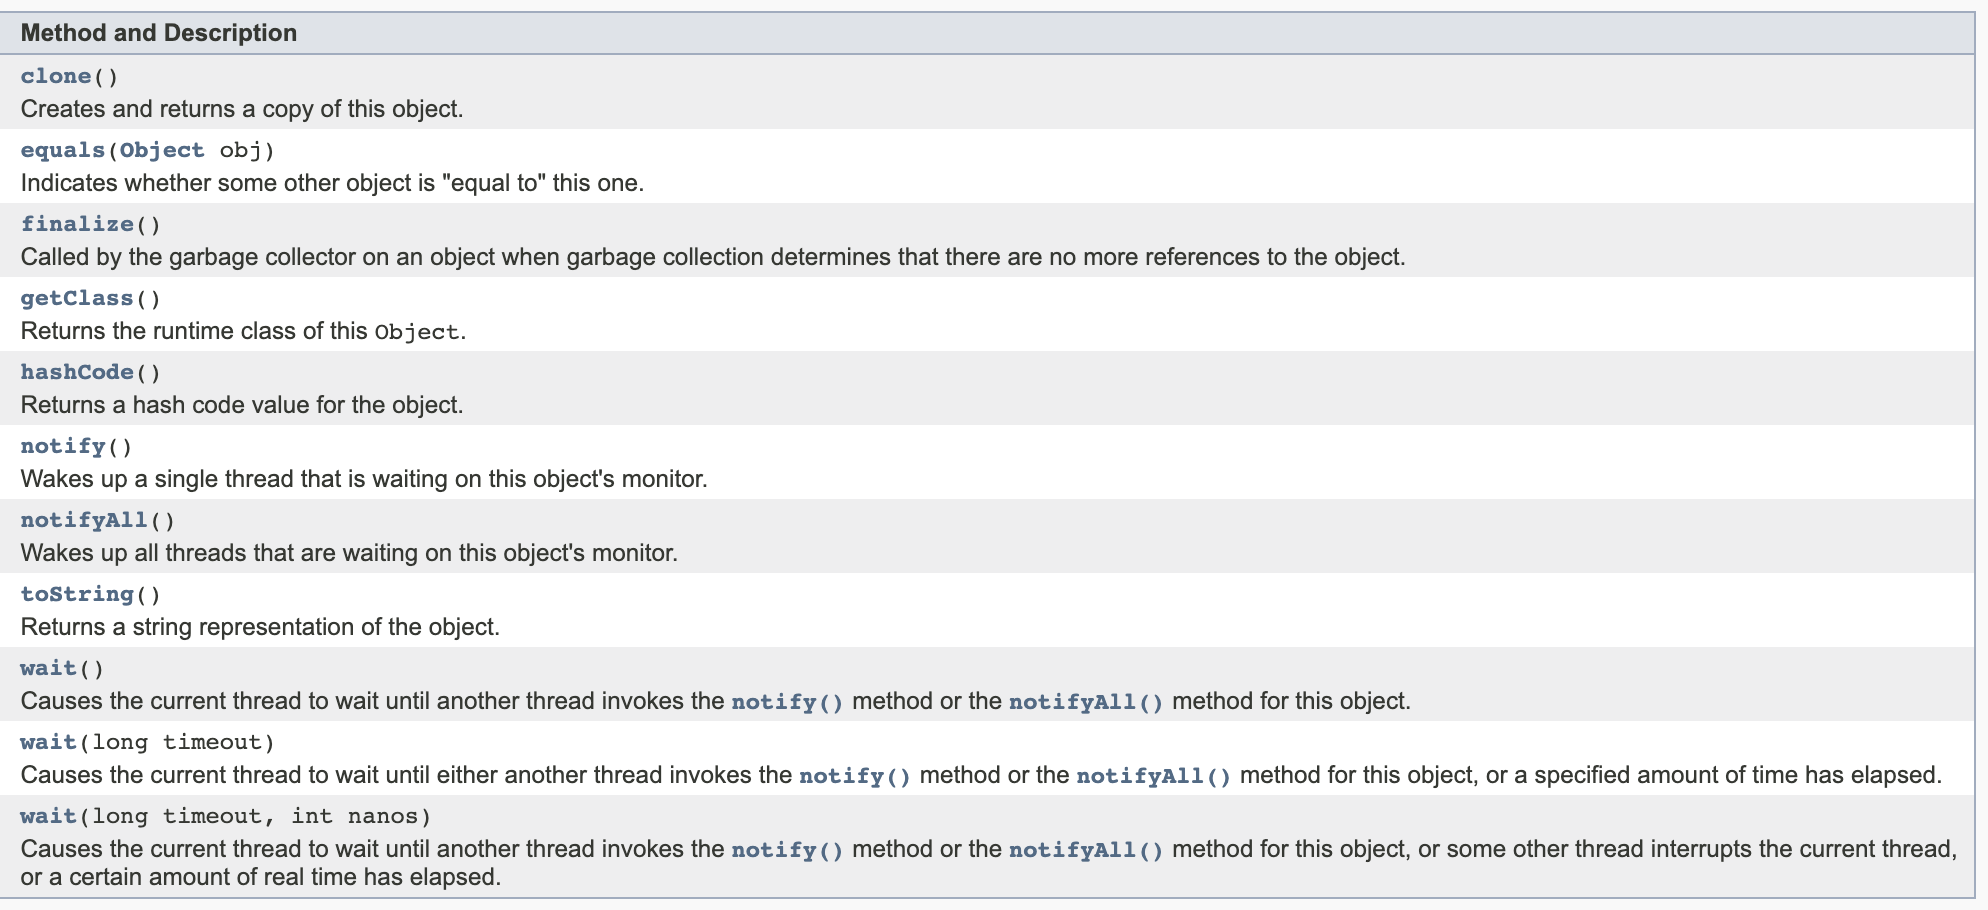 Method and Description
clone()
Creates and returns a copy of this object.
equals(Object obj)
Indicates whether some other object is "equal to" this one.
finalize()
Called by the garbage collector on an object when garbage collection determines that there are no more references to the object.
getClass()
Returns the runtime class of this Object.
hashCode()
Returns a hash code value for the object.
notify()
Wakes up a single thread that is waiting on this object's monitor.
notifyAll()
Wakes up all threads that are waiting on this object's monitor.
toString()
Returns a string representation of the object.
wait()
Causes the current thread to wait until another thread invokes the notify() method or the notifyAll() method for this object.
wait(long timeout)
Causes the current thread to wait until either another thread invokes the notify() method or the notifyAll() method for this object, or a specified amount of time has elapsed.
wait(long timeout, int nanos)
Causes the current thread to wait until another thread invokes the notify() method or the notifyAll() method for this object, or some other thread interrupts the current thread,
or a certain amount of real time has elapsed.